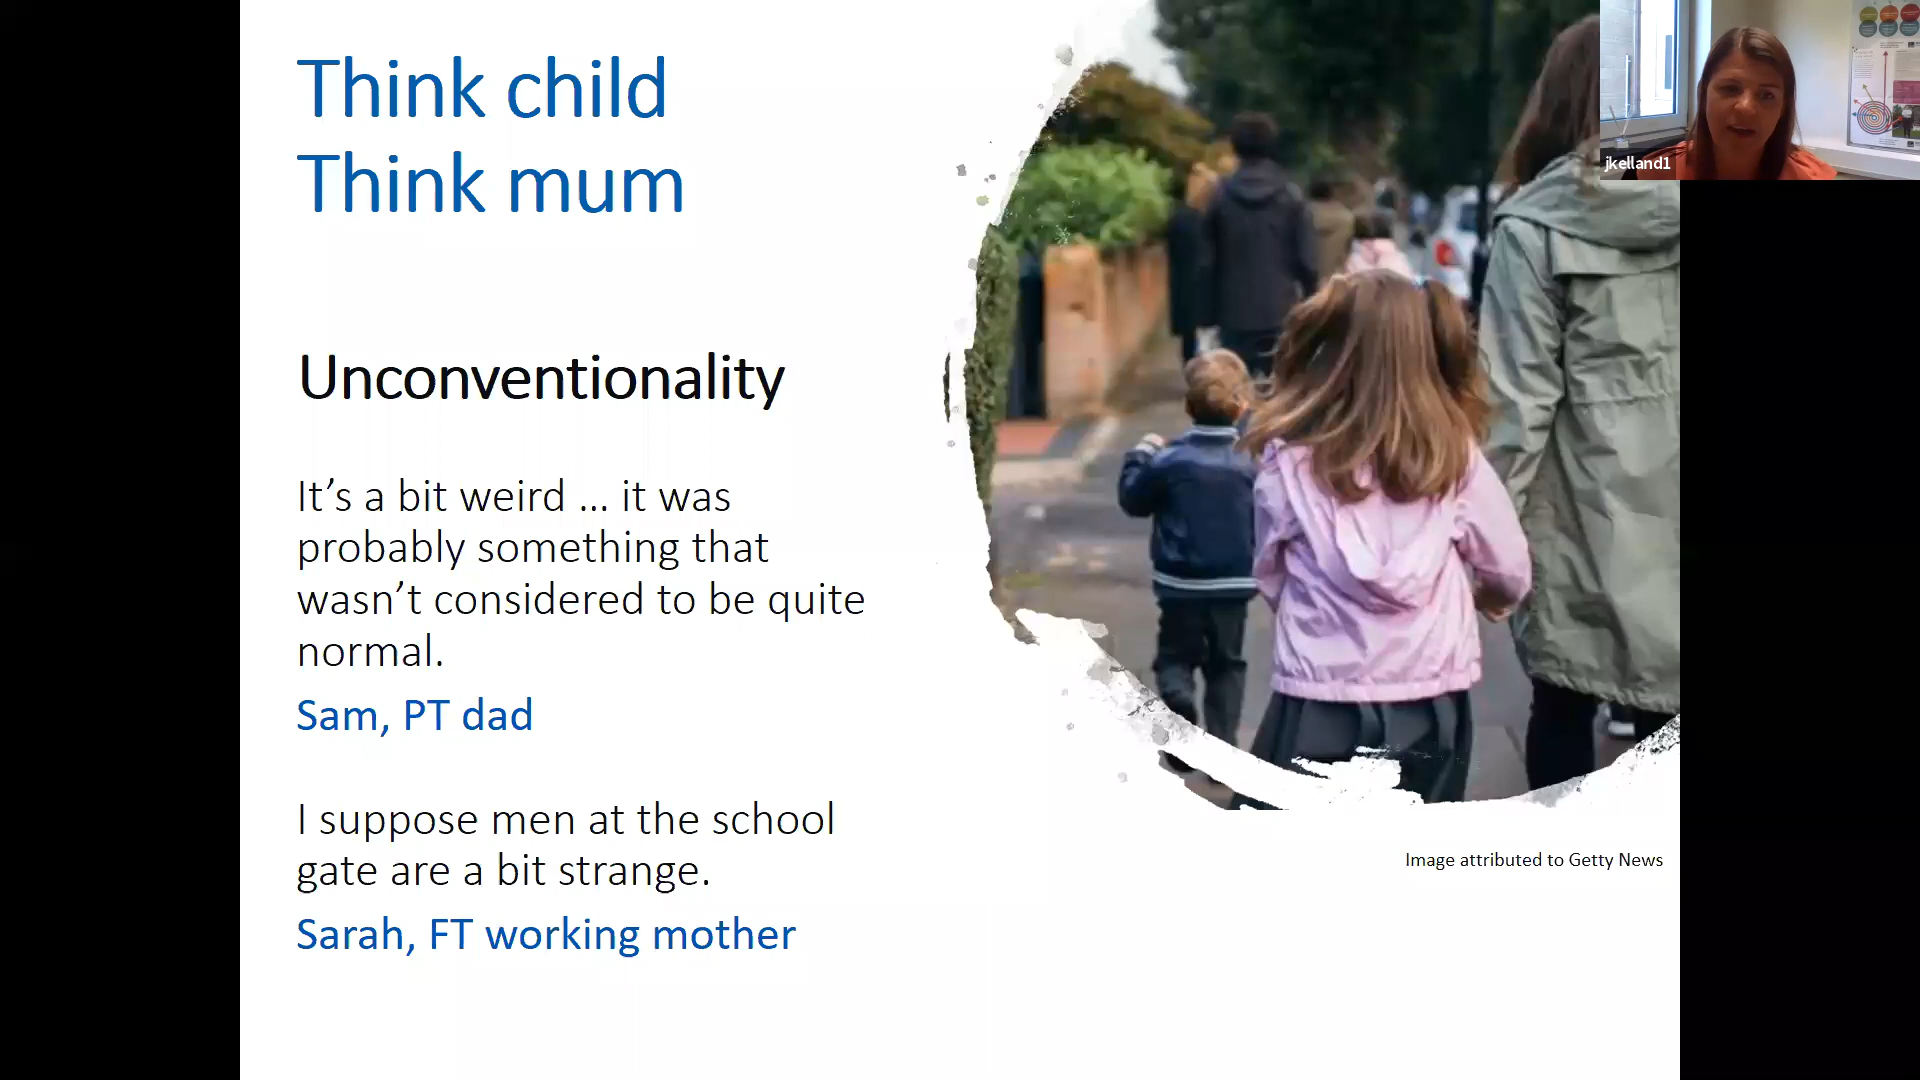 Think child
Think mum
jkelland1
Unconventionality
It’s a bit weird ... it was
probably something that
wasn’t considered to be quite
normal.
Sam, PT dad
I suppose men at the school
gate are a bit strange.
Sarah, FT working mother
Image attributed to Getty News